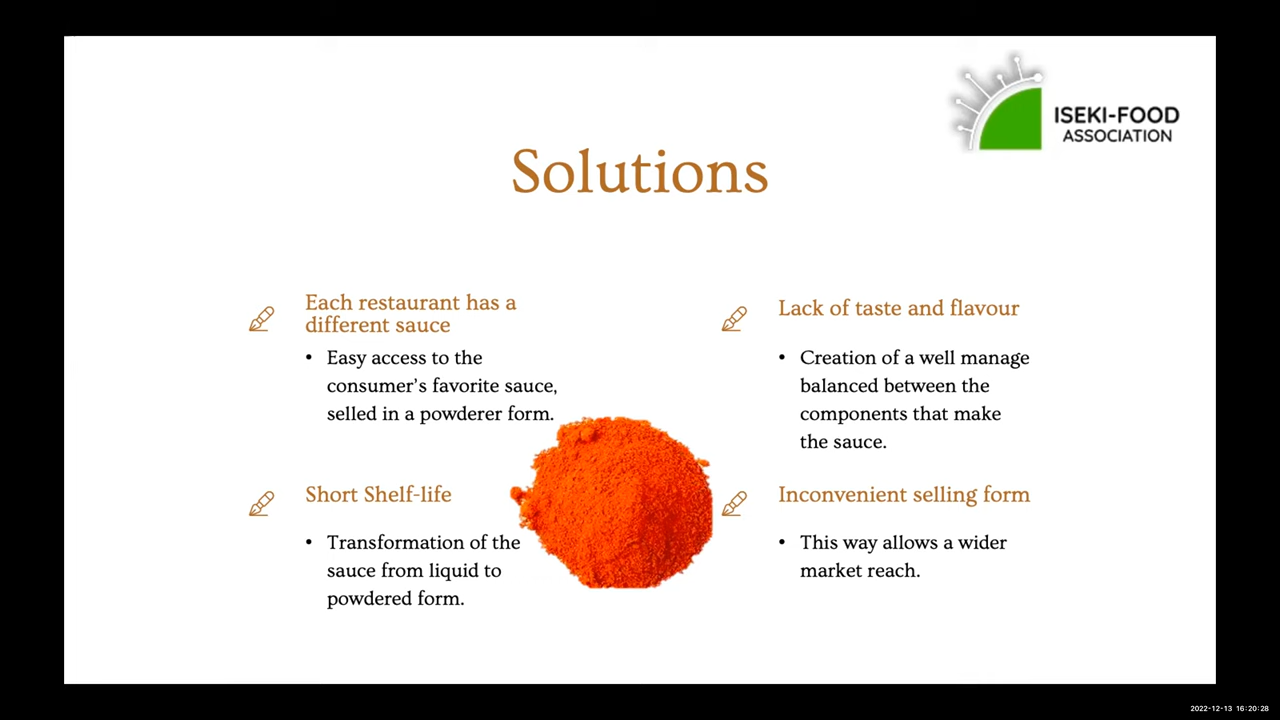 ISEKI-FOOD
ASSOCIATION
Solutions
Each restaurant has a
different sauce
• Easy access to the
consumer's favorite sauce,
selled in a powderer form.
Lack of taste and flavour
• Creation of a well manage
balanced between the
components that make
the sauce.
Short Shelf-life
• Transformation of the
sauce from liquid to
powdered form.
Inconvenient selling form
• This way allows a wider
market reach.
2022-12-13 16:20:28